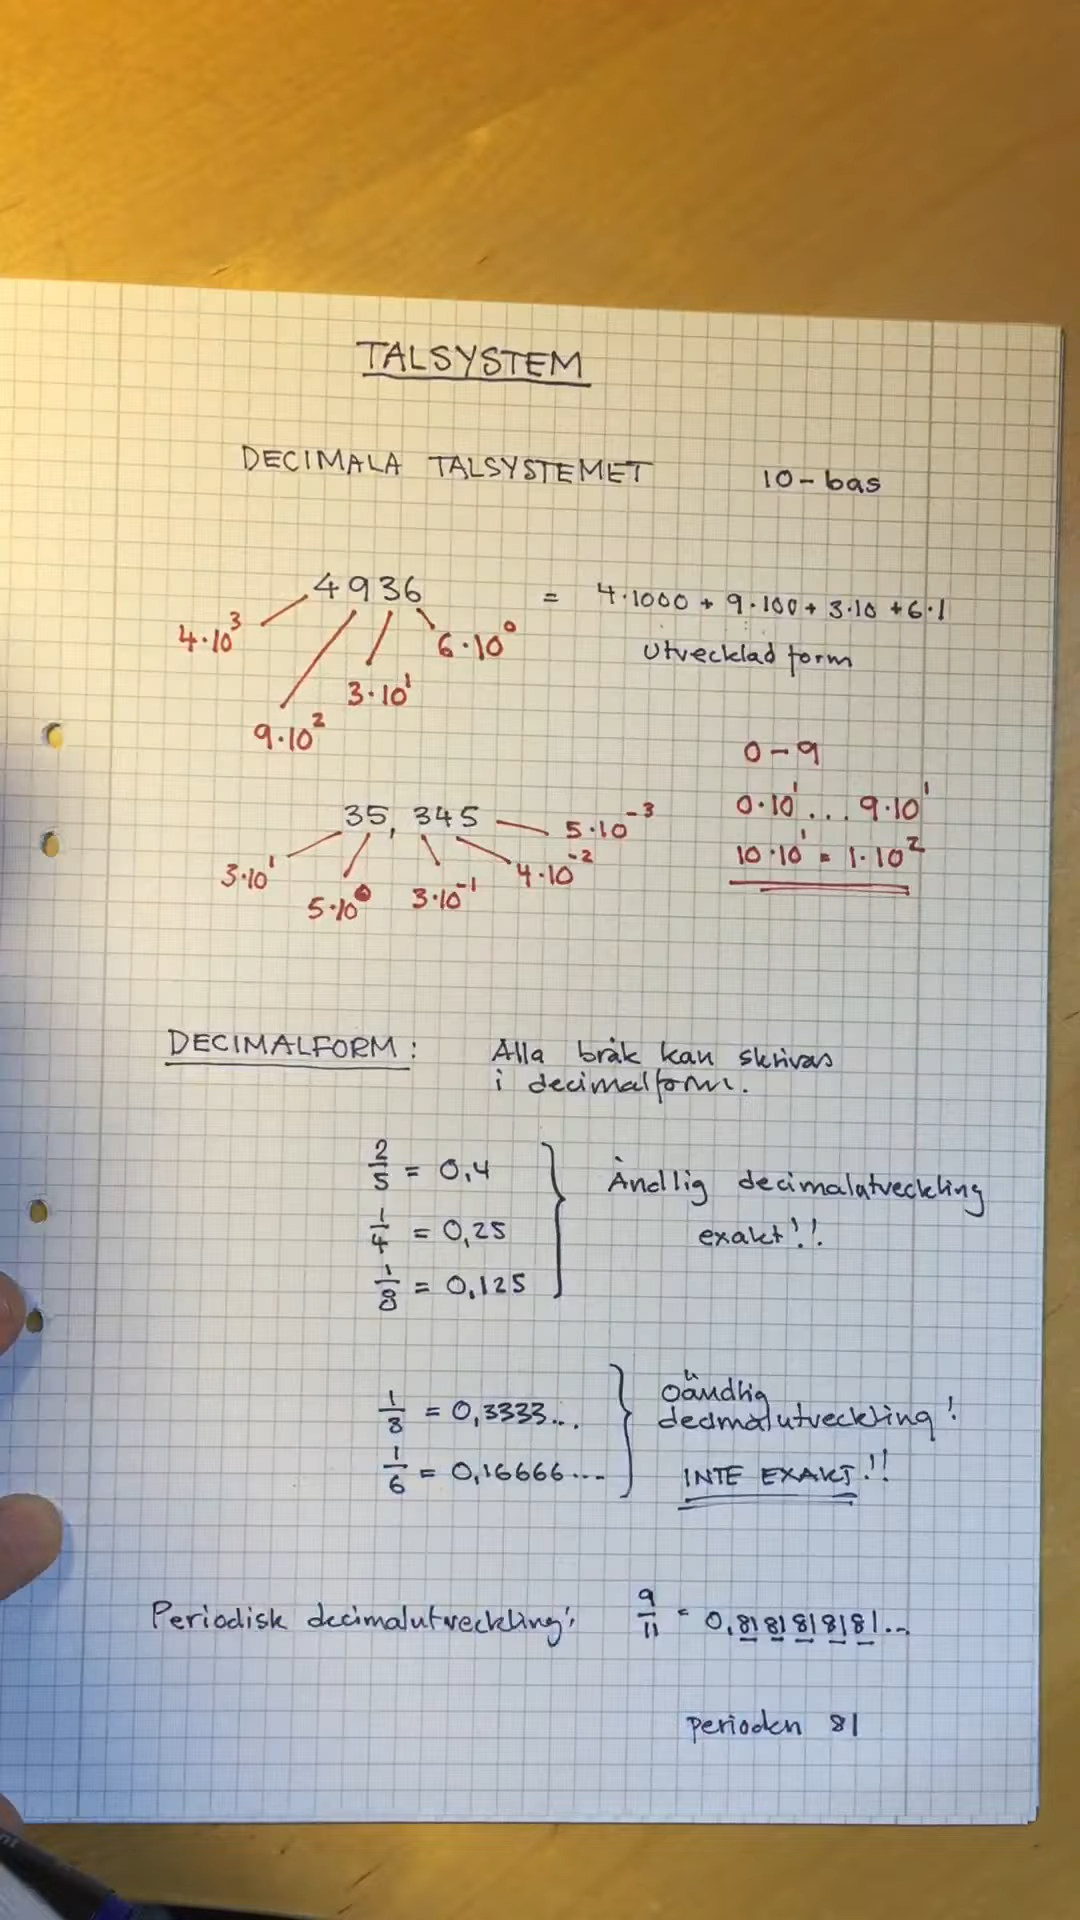 TALSYSTEM
DECIMALA TALSYSTEMET 10-bas
4936 = 4·1000 + 9·100 + 3·10 + 6·1
4·10³ 6·10⁰ Utvecklad form
3·10¹
9·10²
0-9
35,345 5·10⁻³ 0·10¹... 9·10¹
3·10¹ 5·10⁰ 3·10⁻¹ 4·10⁻² 10·10¹ = 1·10²
DECIMALFORM: Alla bråk kan skrivas
i decimalform.
2/5 = 0,4 Ändlig decimalutveckling
1/4 = 0,25 exakt!!
1/8 = 0,125
1/3 = 0,3333... Oändlig
decimalutveckling!
1/6 = 0,16666... INTE EXAKT!!
Periodisk decimalutveckling: 9/11 = 0,8181818181...
perioden 81